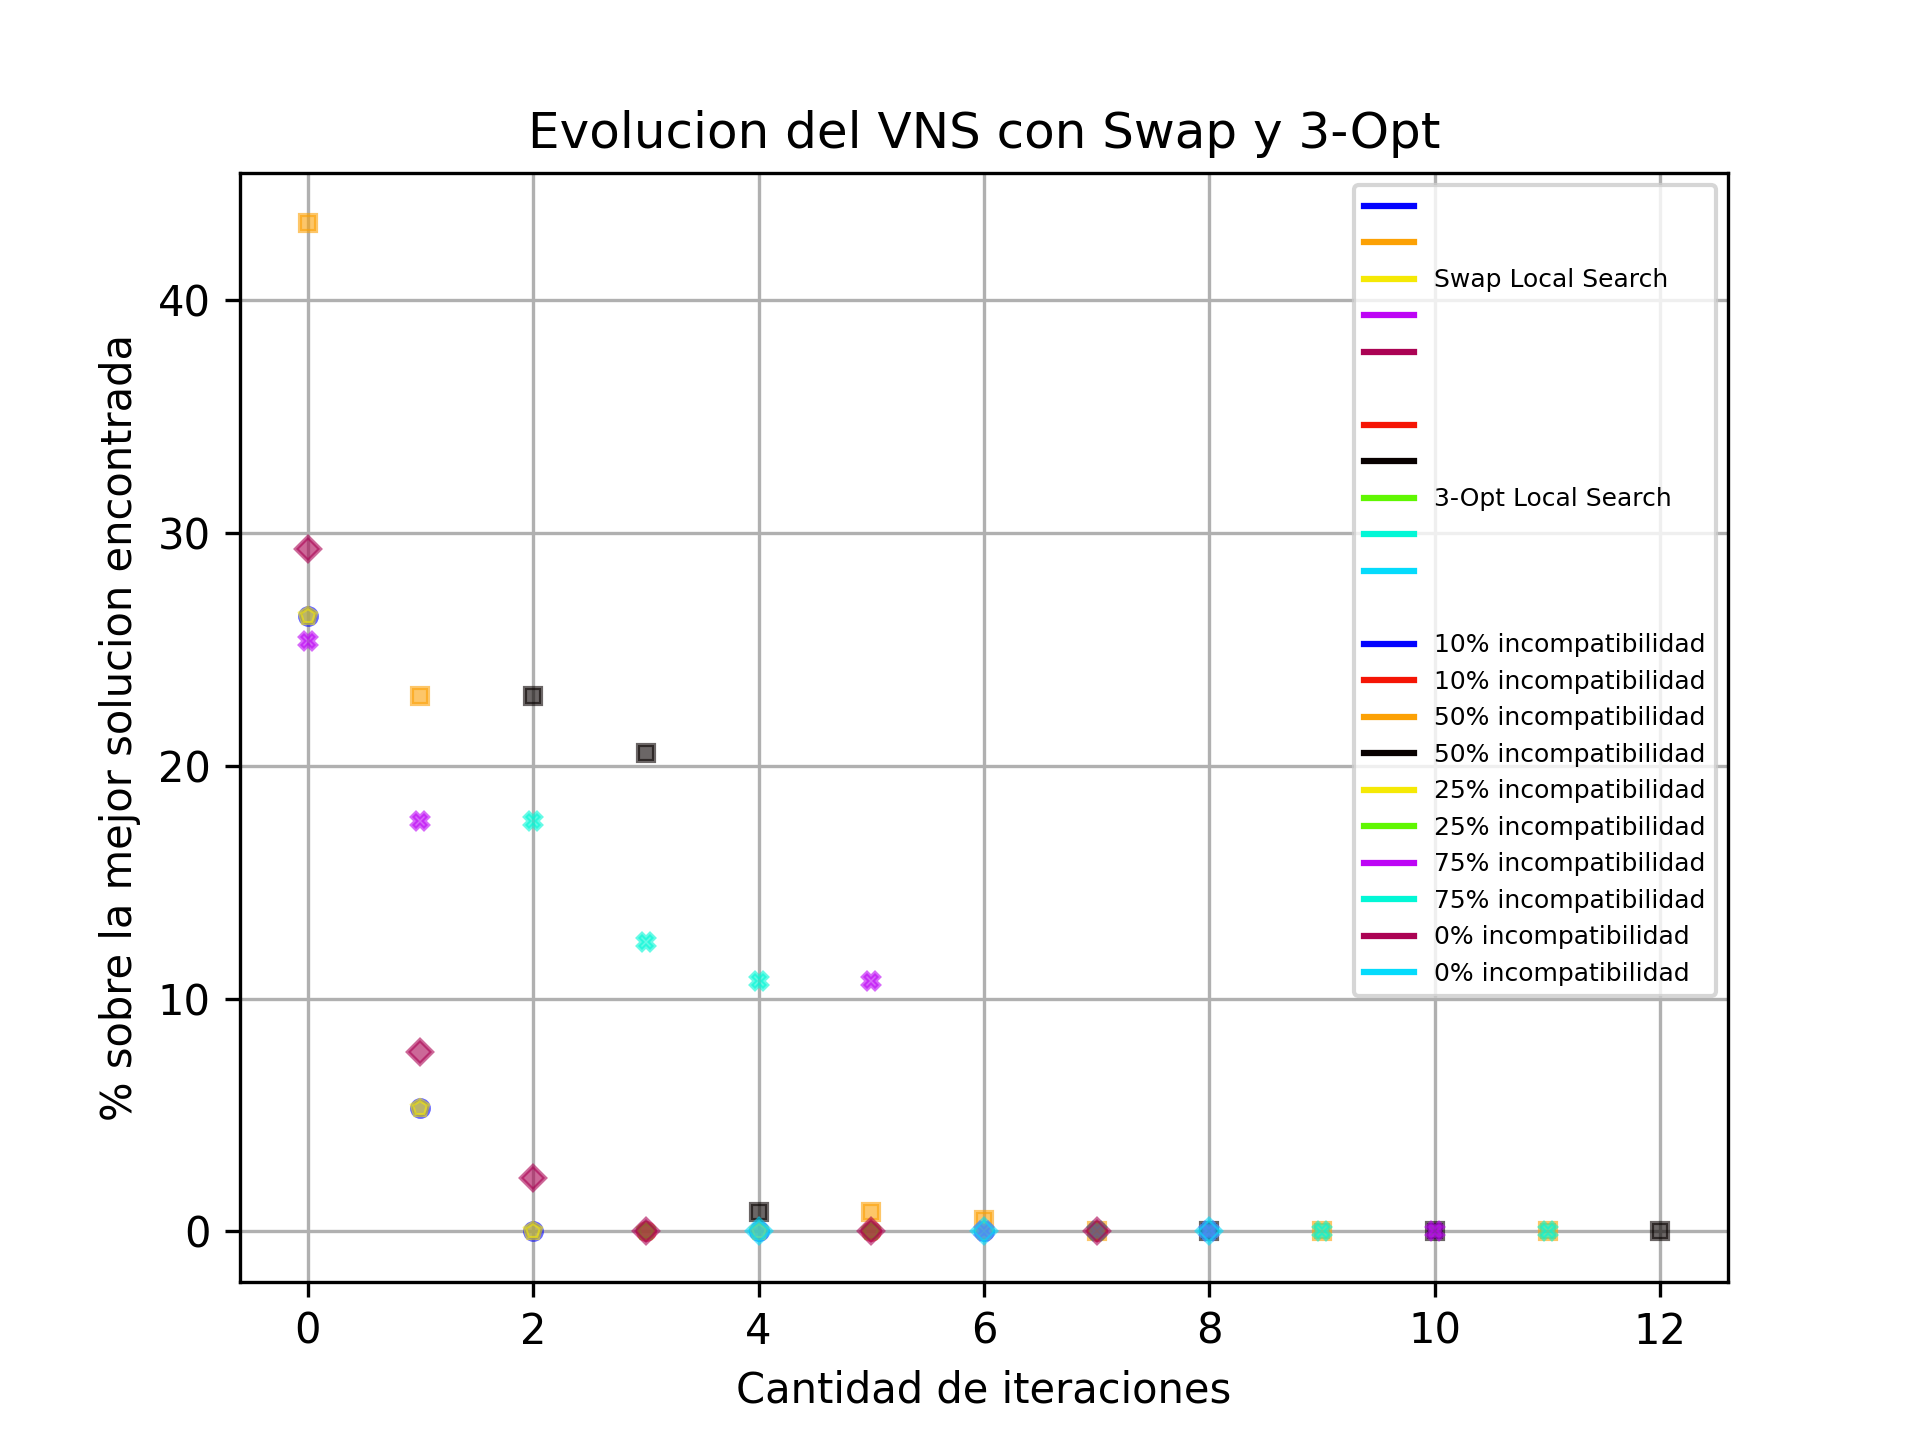 Evolucion del VNS con Swap y 3-Opt
% sobre la mejor solucion encontrada
40
30
20
10
0
Swap Local Search
3-Opt Local Search
10% incompatibilidad
10% incompatibilidad
50% incompatibilidad
50% incompatibilidad
25% incompatibilidad
25% incompatibilidad
75% incompatibilidad
75% incompatibilidad
0% incompatibilidad
0% incompatibilidad
0 2 4 6 8 10 12
Cantidad de iteraciones